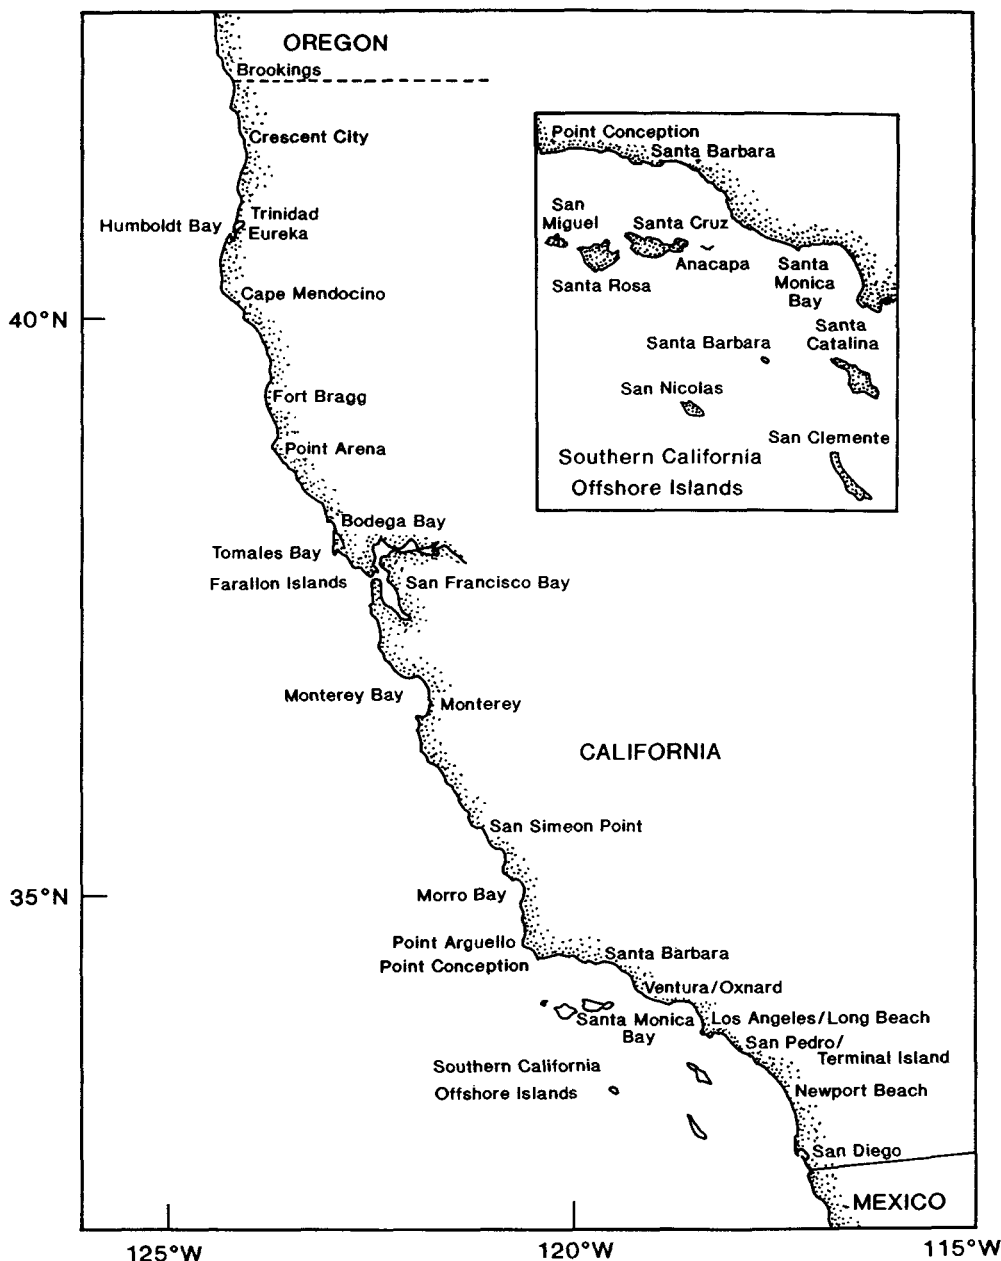 OREGON
Brookings
Crescent City
Humboldt Bay
Trinidad
Eureka
Cape Mendocino
40°N
Fort Bragg
Point Arena
Bodega Bay
Tomales Bay
Farallon Islands
San Francisco Bay
Monterey Bay
Monterey
CALIFORNIA
San Simeon Point
35°N
Morro Bay
Point Arguello
Point Conception
Santa Barbara
Ventura/Oxnard
Santa Monica
Bay
Los Angeles/Long Beach
San Pedro/
Terminal Island
Southern California
Offshore Islands
Newport Beach
San Diego
MEXICO
125°W
120°W
115°W
Point Conception
Santa Barbara
San
Miguel
Santa Cruz
Anacapa
Santa Rosa
Santa
Monica
Bay
Santa Barbara
Santa
Catalina
San Nicolas
San Clemente
Southern California
Offshore Islands